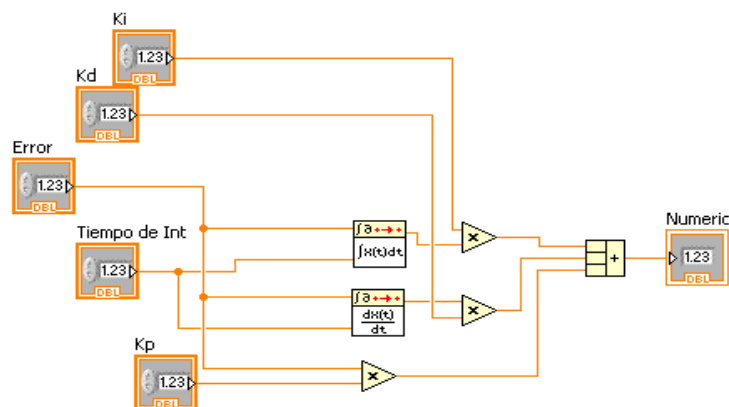 Ki
1.23
DBL
Kd
1.23
DBL
Error
1.23
DBL
Tiempo de Int
1.23
DBL
∫∂
∫x(t)dt
x
Numeric
1.23
DBL
+
∫∂
dx(t)
dt
x
Kp
1.23
DBL
x